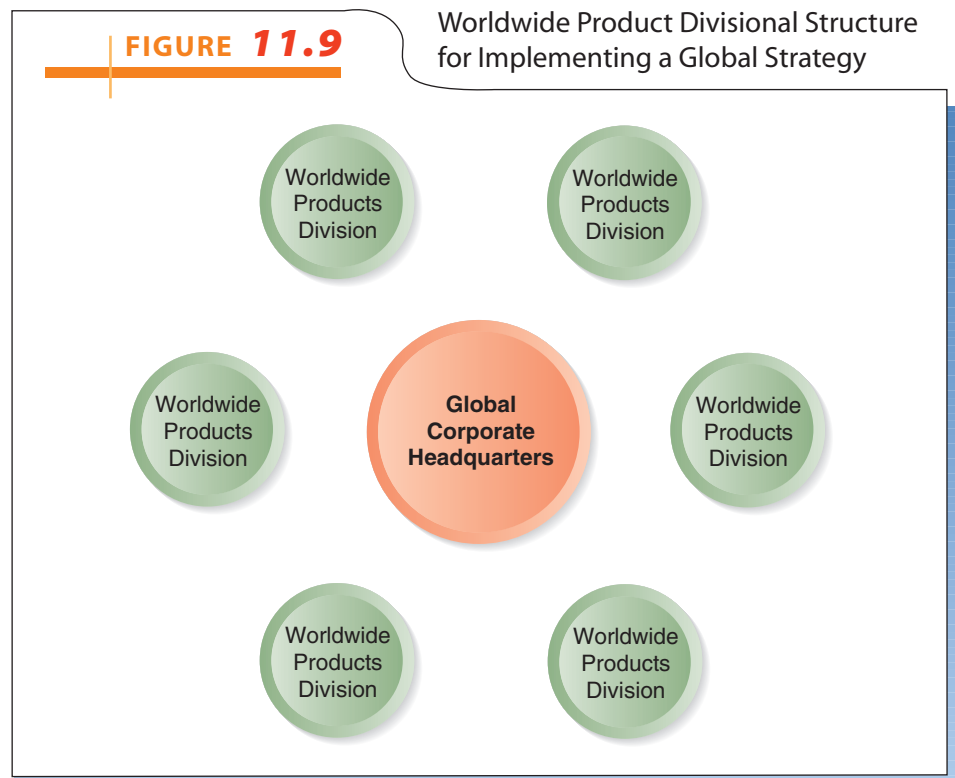 FIGURE 11.9
Worldwide Product Divisional Structure
for Implementing a Global Strategy
Worldwide
Products
Division
Worldwide
Products
Division
Worldwide
Products
Division
Global
Corporate
Headquarters
Worldwide
Products
Division
Worldwide
Products
Division
Worldwide
Products
Division